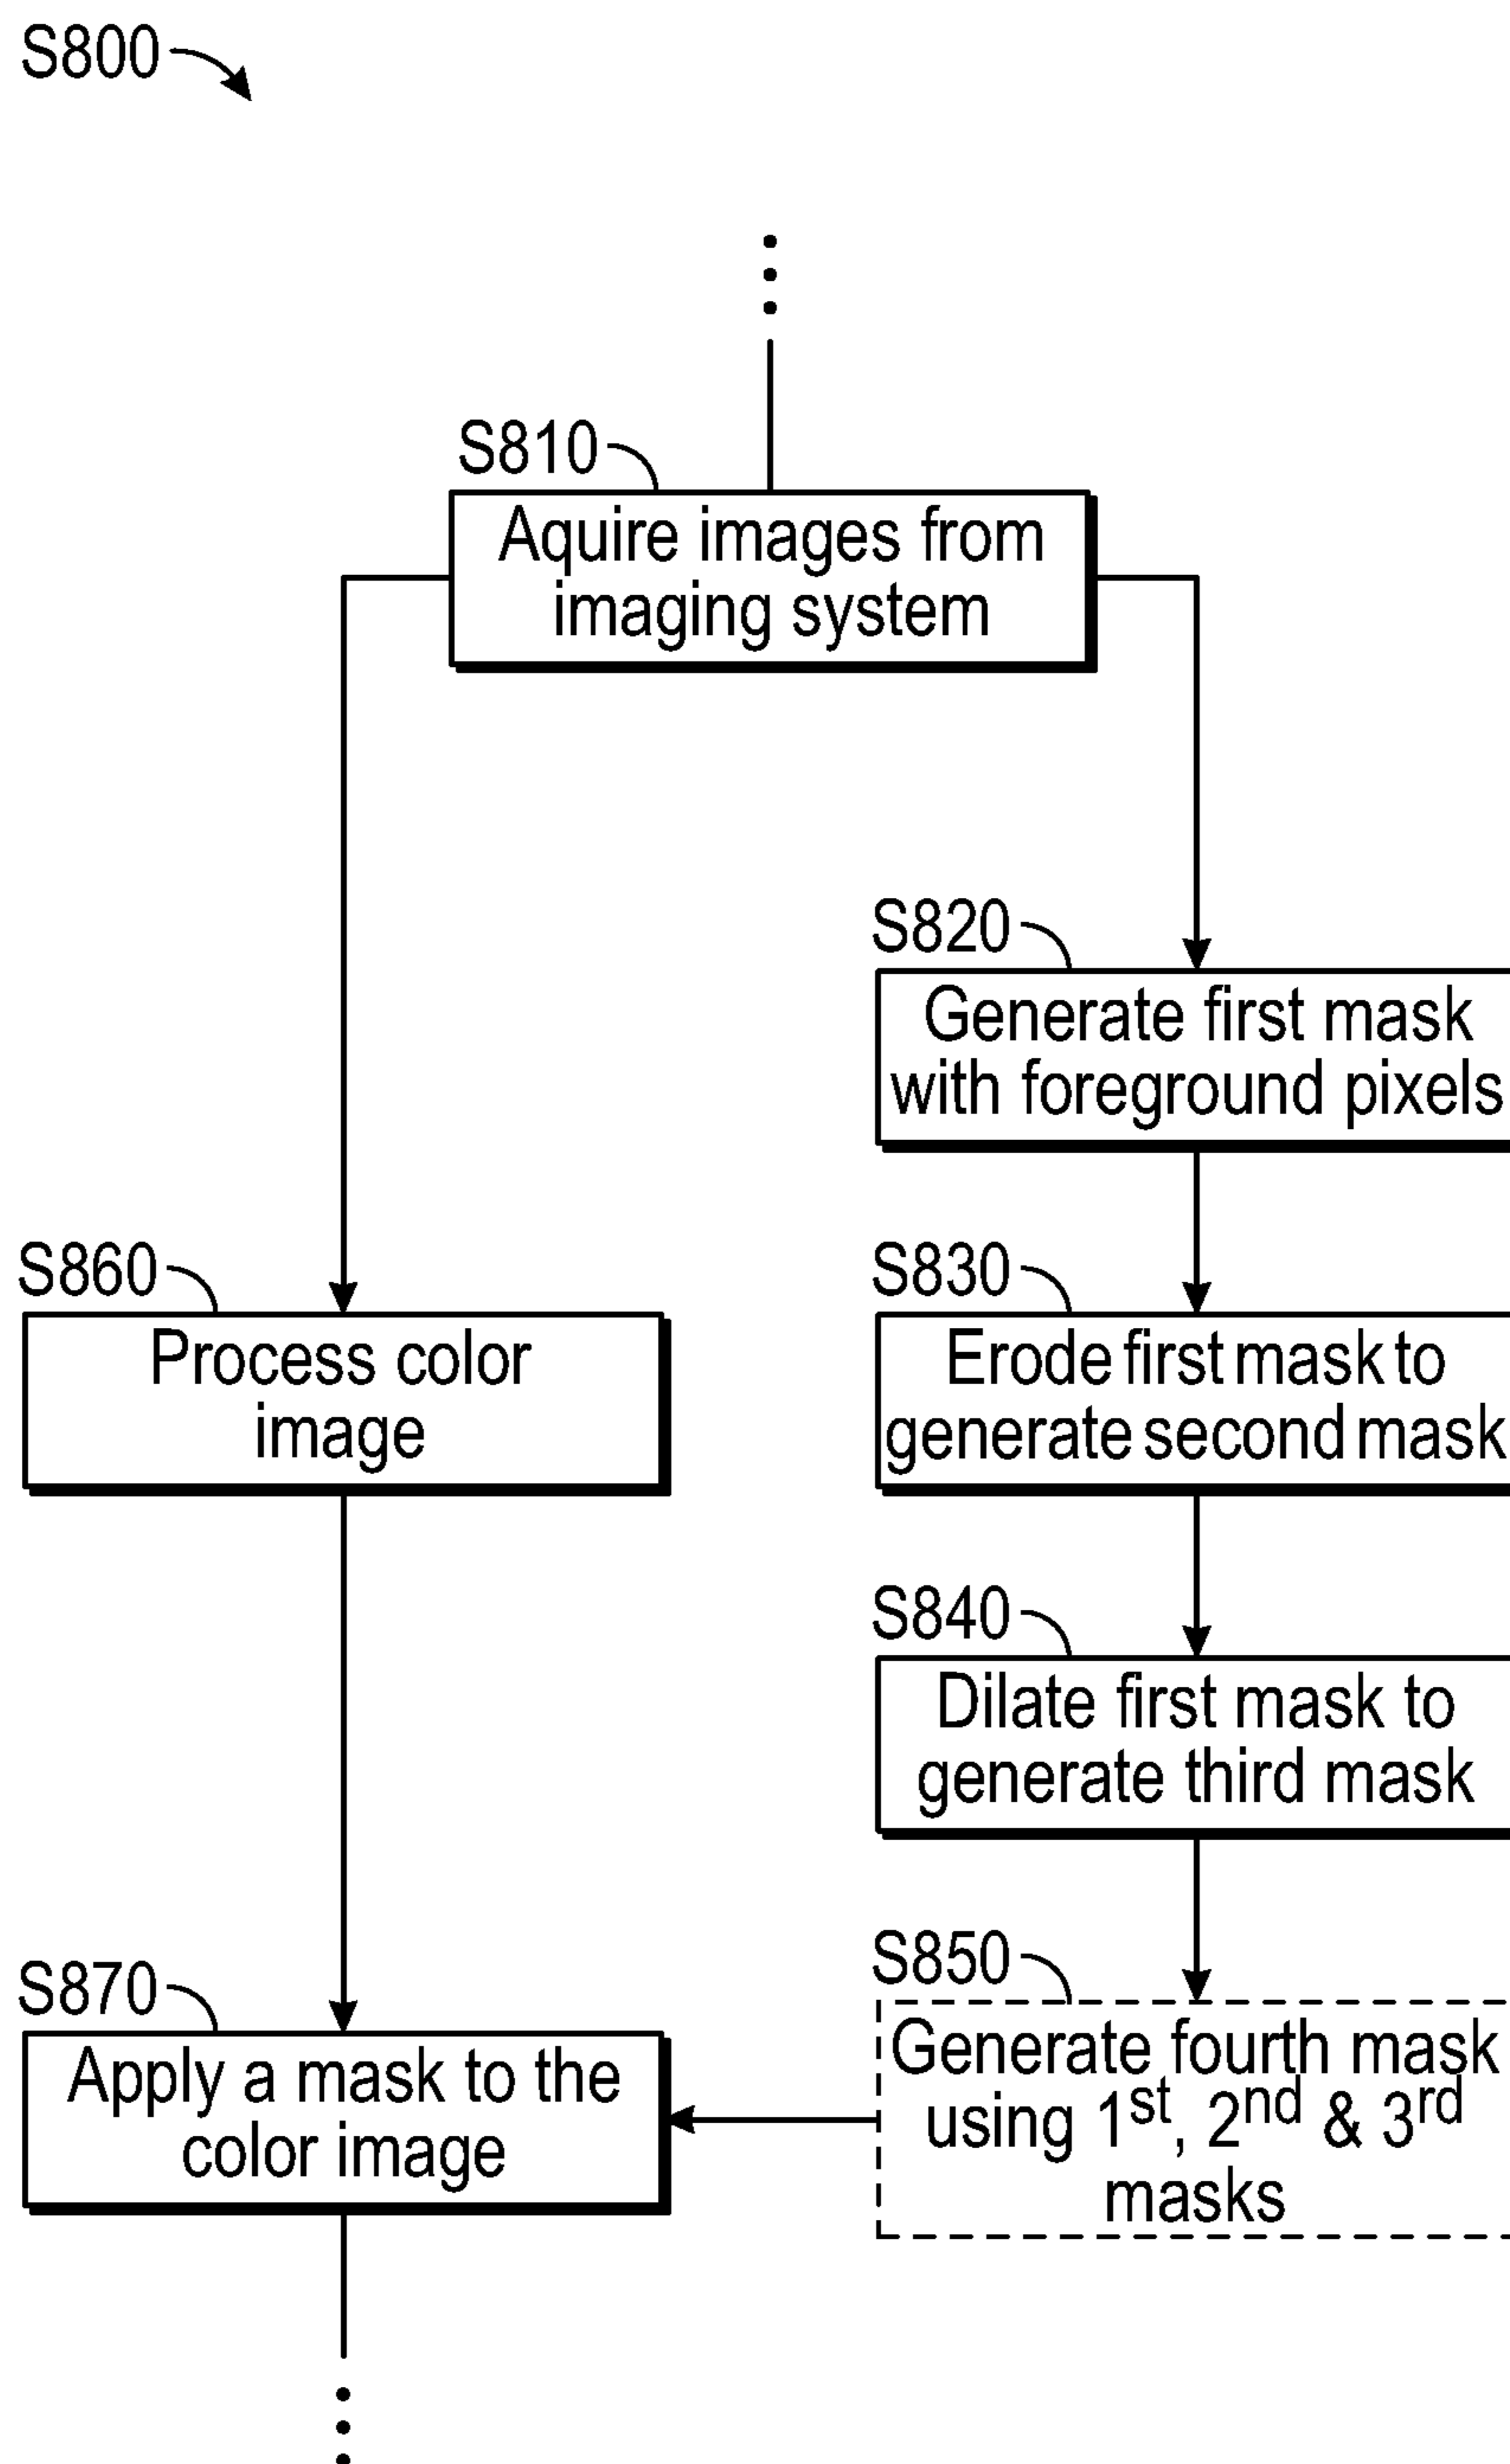 S800
S810
Aquire images from
imaging system
S820
Generate first mask
with foreground pixels
S860
Process color
image
S830
Erode first mask to
generate second mask
S840
Dilate first mask to
generate third mask
S870
Apply a mask to the
color image
S850
Generate fourth mask
using 1st, 2nd & 3rd
masks